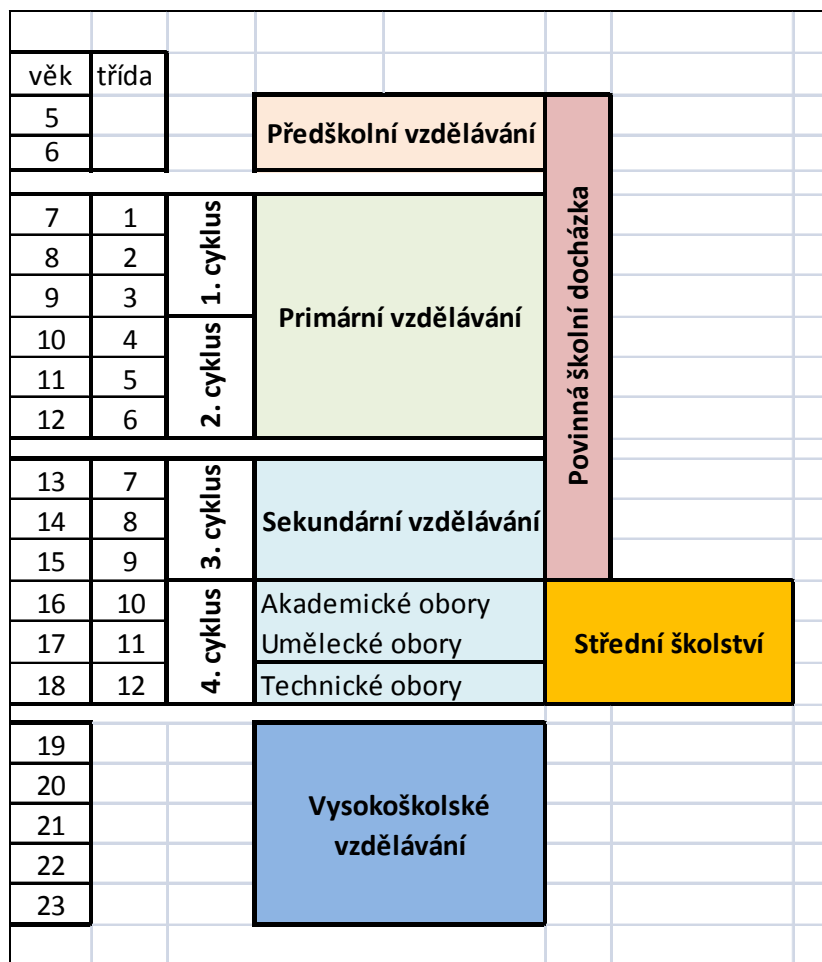 věk třída
5
6
Předškolní vzdělávání
Povinná školní docházka
7 1
8 2
9 3
1. cyklus
Primární vzdělávání
10 4
11 5
12 6
2. cyklus
13 7
14 8
15 9
3. cyklus
Sekundární vzdělávání
16 10
17 11
18 12
4. cyklus
Akademické obory
Umělecké obory
Technické obory
Střední školství
19
20
21
22
23
Vysokoškolské
vzdělávání